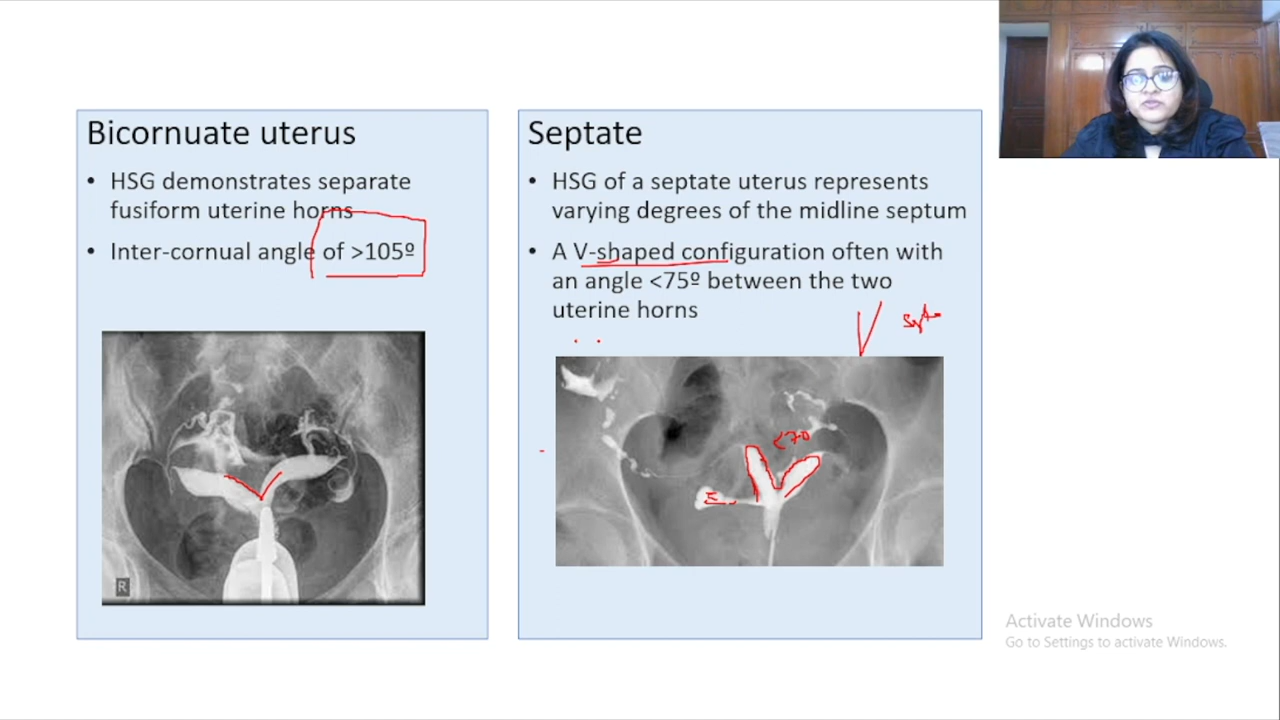 Bicornuate uterus
• HSG demonstrates separate
fusiform uterine horns
• Inter-cornual angle of >105º
R
Septate
• HSG of a septate uterus represents
varying degrees of the midline septum
• A V-shaped configuration often with
an angle <75º between the two
uterine horns
<70
Activate Windows
Go to Settings to activate Windows.